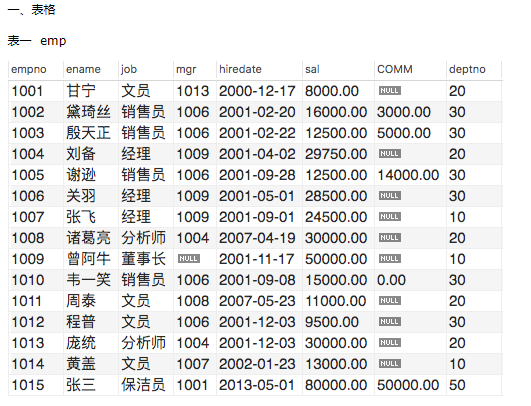 一、表格
表一 emp
empno ename job mgr hiredate sal COMM deptno
1001 甘宁 文员 1013 2000-12-17 8000.00 NULL 20
1002 黛琦丝 销售员 1006 2001-02-20 16000.00 3000.00 30
1003 殷天正 销售员 1006 2001-02-22 12500.00 5000.00 30
1004 刘备 经理 1009 2001-04-02 29750.00 NULL 20
1005 谢逊 销售员 1006 2001-09-28 12500.00 14000.00 30
1006 关羽 经理 1009 2001-05-01 28500.00 NULL 30
1007 张飞 经理 1009 2001-09-01 24500.00 NULL 10
1008 诸葛亮 分析师 1004 2007-04-19 30000.00 NULL 20
1009 曾阿牛 董事长 NULL 2001-11-17 50000.00 NULL 10
1010 韦一笑 销售员 1006 2001-09-08 15000.00 0.00 30
1011 周泰 文员 1008 2007-05-23 11000.00 NULL 20
1012 程普 文员 1006 2001-12-03 9500.00 NULL 30
1013 庞统 分析师 1004 2001-12-03 30000.00 NULL 20
1014 黄盖 文员 1007 2002-01-23 13000.00 NULL 10
1015 张三 保洁员 1001 2013-05-01 80000.00 50000.00 50